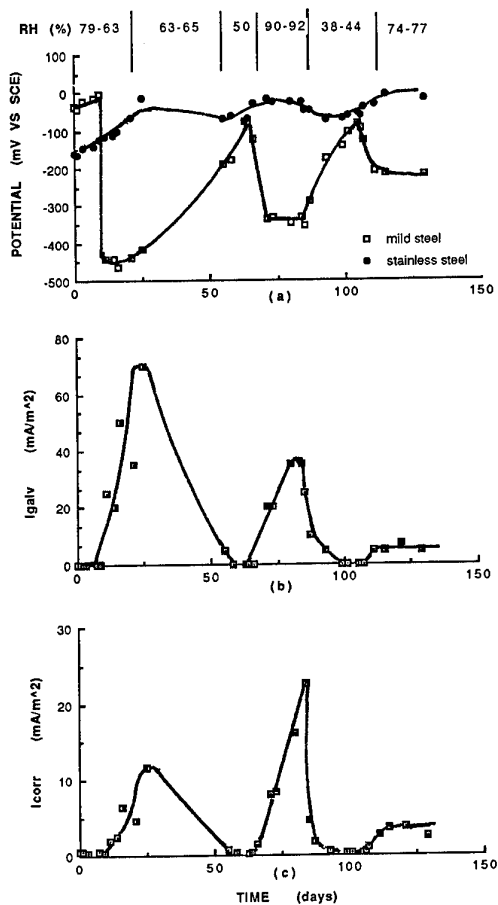 RH (%) 79-63 63-65 50 90-92 38-44 74-77
100
0
-100
-200
-300
-400
-500
POTENTIAL (mV VS SCE)
mild steel
stainless steel
0 50 100 150
(a)
80
60
40
20
0
Igalv (mA/m^2)
0 50 100 150
(b)
30
20
10
0
Icorr (mA/m^2)
0 50 100 150
(c)
TIME (days)